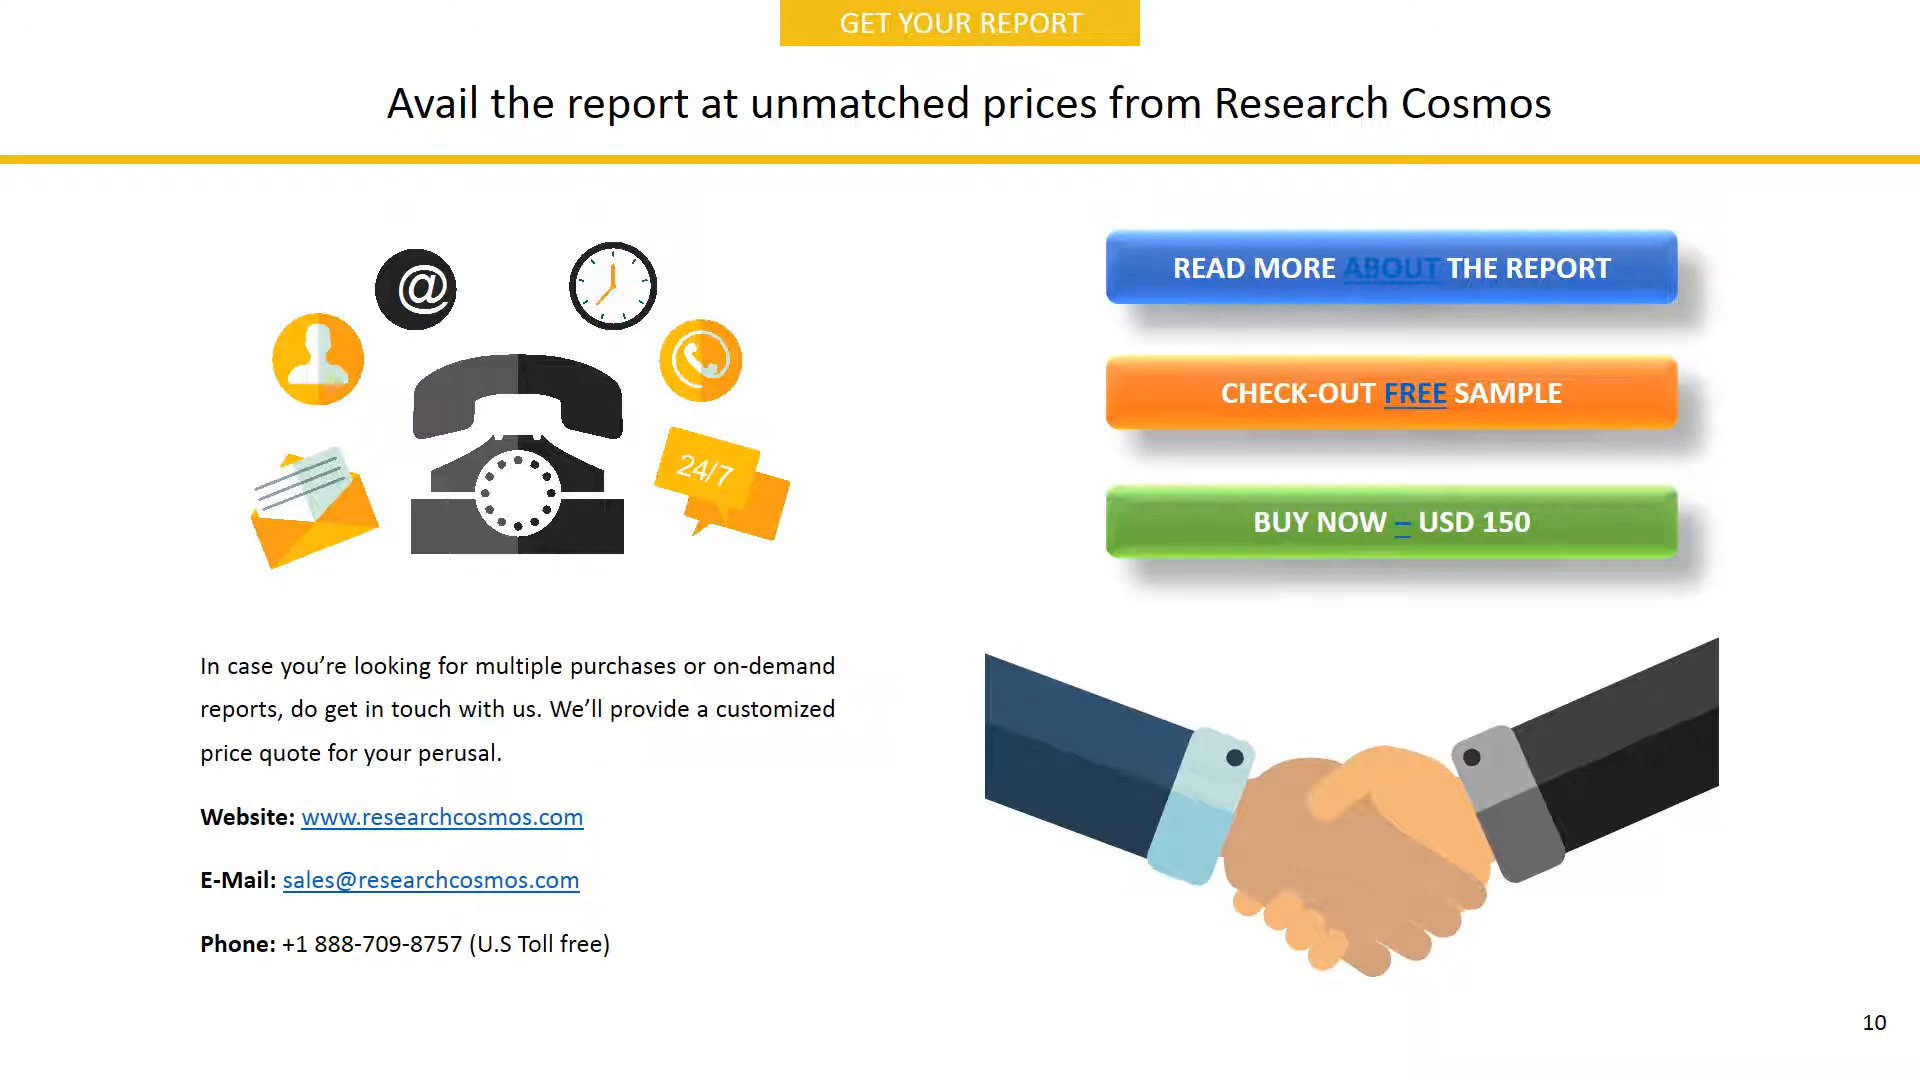 GET YOUR REPORT
Avail the report at unmatched prices from Research Cosmos
@
24/7
READ MORE ABOUT THE REPORT
CHECK-OUT FREE SAMPLE
BUY NOW – USD 150
In case you’re looking for multiple purchases or on-demand
reports, do get in touch with us. We’ll provide a customized
price quote for your perusal.
Website: www.researchcosmos.com
E-Mail: sales@researchcosmos.com
Phone: +1 888-709-8757 (U.S Toll free)
10